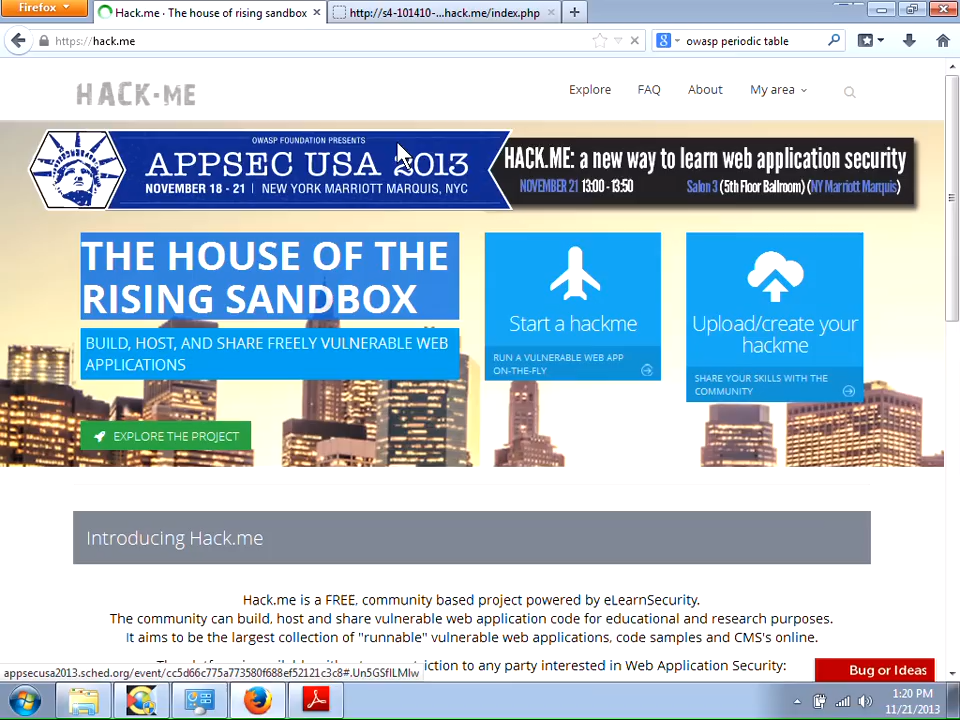 Firefox
Hack.me · The house of rising sandbox
http://s4-101410-...hack.me/index.php
https://hack.me
owasp periodic table
HACK·ME
Explore
FAQ
About
My area
OWASP FOUNDATION PRESENTS
APPSEC USA 2013
NOVEMBER 18 - 21 | NEW YORK MARRIOTT MARQUIS, NYC
HACK.ME: a new way to learn web application security
NOVEMBER 21 13:00 - 13:50 Salon 3 (5th Floor Ballroom) (NY Marriott Marquis)
THE HOUSE OF THE
RISING SANDBOX
BUILD, HOST, AND SHARE FREELY VULNERABLE WEB
APPLICATIONS
EXPLORE THE PROJECT
Start a hackme
RUN A VULNERABLE WEB APP
ON-THE-FLY
Upload/create your
hackme
SHARE YOUR SKILLS WITH THE
COMMUNITY
Introducing Hack.me
Hack.me is a FREE, community based project powered by eLearnSecurity.
The community can build, host and share vulnerable web application code for educational and research purposes.
It aims to be the largest collection of "runnable" vulnerable web applications, code samples and CMS's online.
to any party interested in Web Application Security:
Bug or Ideas
1:20 PM
11/21/2013